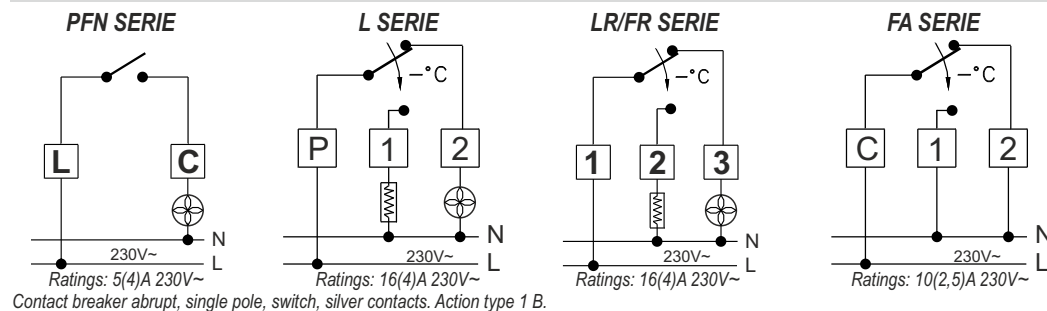 PFN SERIE L SERIE LR/FR SERIE FA SERIE
–°C –°C –°C
L C P 1 2 1 2 3 C 1 2
N N N N
230V~ 230V~ 230V~ 230V~
L L L L
Ratings: 5(4)A 230V~ Ratings: 16(4)A 230V~ Ratings: 16(4)A 230V~ Ratings: 10(2,5)A 230V~
Contact breaker abrupt, single pole, switch, silver contacts. Action type 1 B.